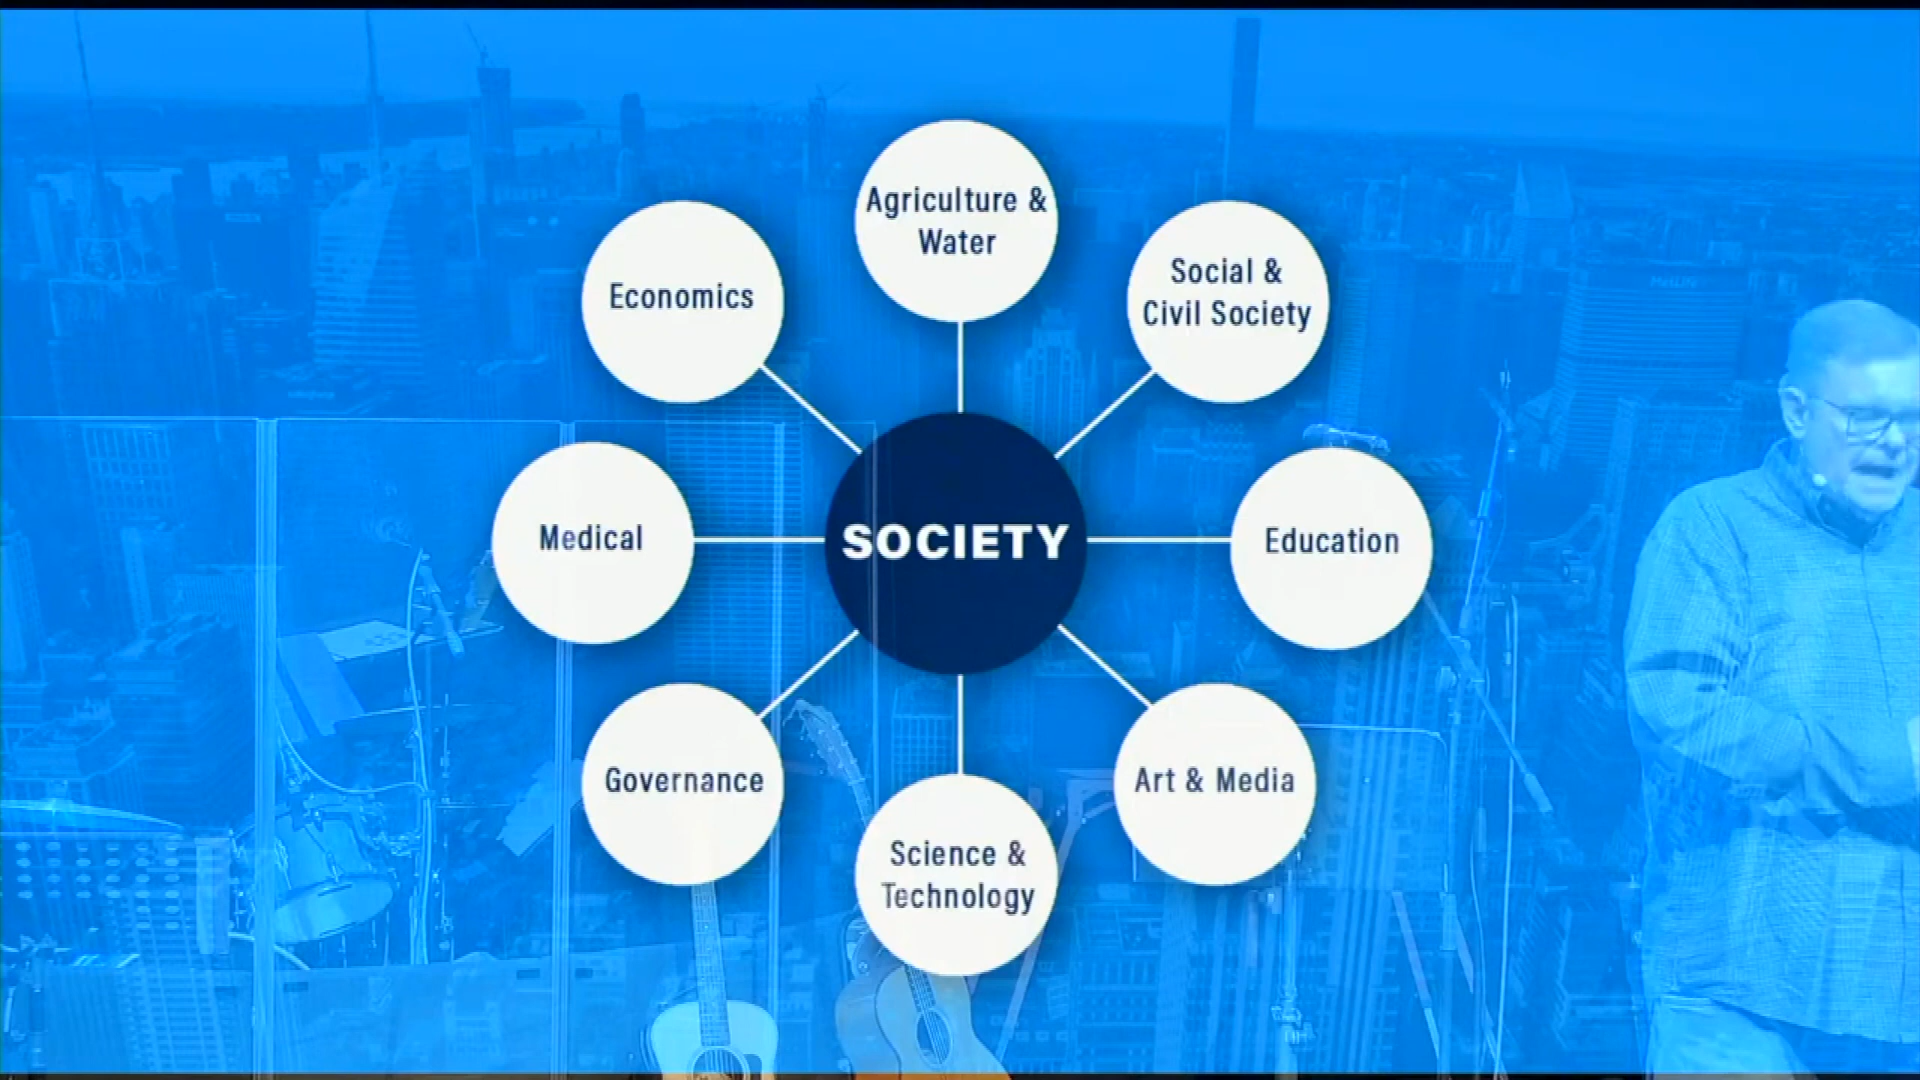 Agriculture &
Water
Social &
Civil Society
Economics
Medical
SOCIETY
Education
Governance
Art & Media
Science &
Technology